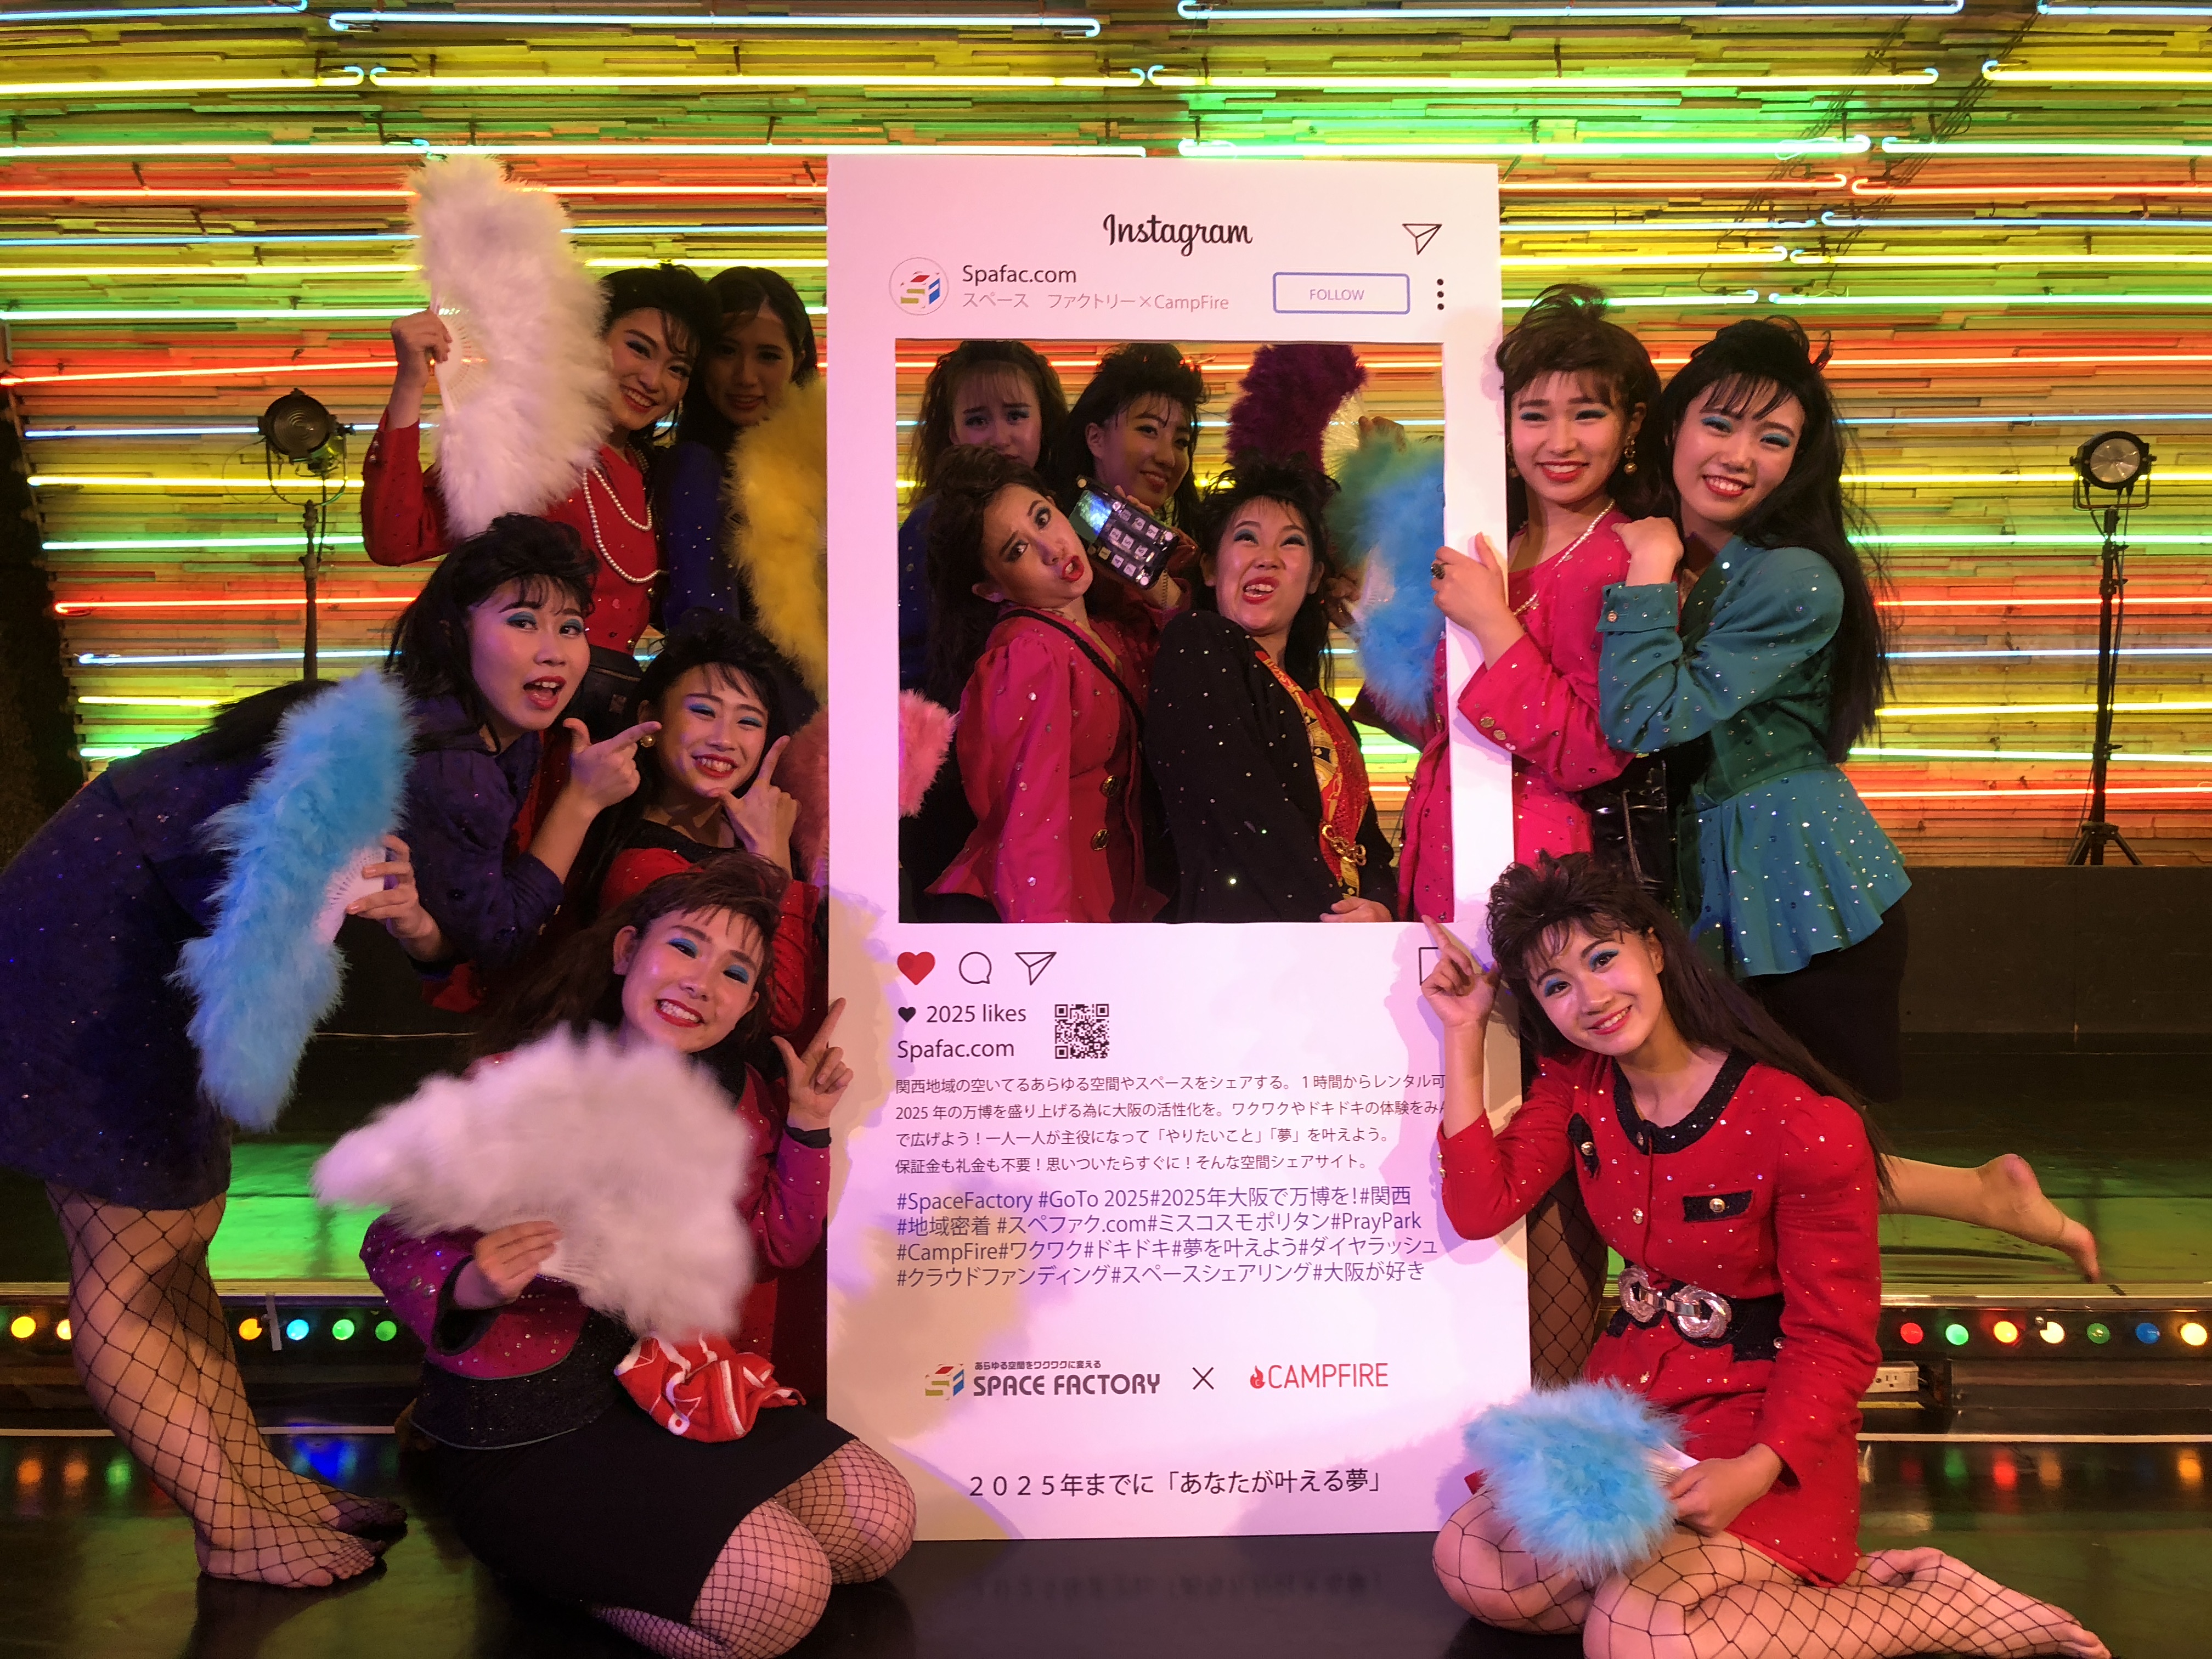 Instagram
Spafac.com
スペース　ファクトリー×CampFire
FOLLOW
2025 likes
Spafac.com
関西地域の空いてるあらゆる空間やスペースをシェアする。１時間からレンタル可
2025 年の万博を盛り上げる為に大阪の活性化を。ワクワクやドキドキの体験をみん
で広げよう！一人一人が主役になって「やりたいこと」「夢」を叶えよう。
保証金も礼金も不要！思いついたらすぐに！そんな空間シェアサイト。
#SpaceFactory #GoTo 2025#2025年大阪で万博を!#関西
#地域密着 #スペファク.com#ミスコスモポリタン#PrayPark
#CampFire#ワクワク#ドキドキ#夢を叶えよう#ダイヤラッシュ
#クラウドファンディング#スペースシェアリング#大阪が好き
あらゆる空間をワクワクに変える
SPACE FACTORY × CAMPFIRE
２０２５年までに「あなたが叶える夢」